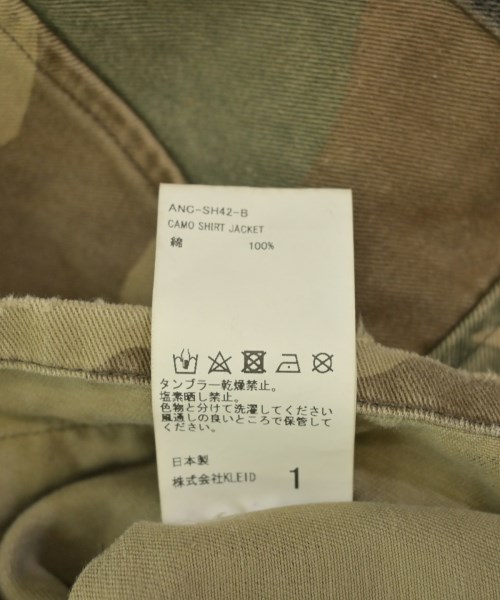 ANC-SH42-B
CAMO SHIRT JACKET
綿 100%
タンブラー乾燥禁止。
塩素晒し禁止。
色物と分けて洗濯してください
風通しの良いところで保管して
ください。
日本製
株式会社KLEID 1